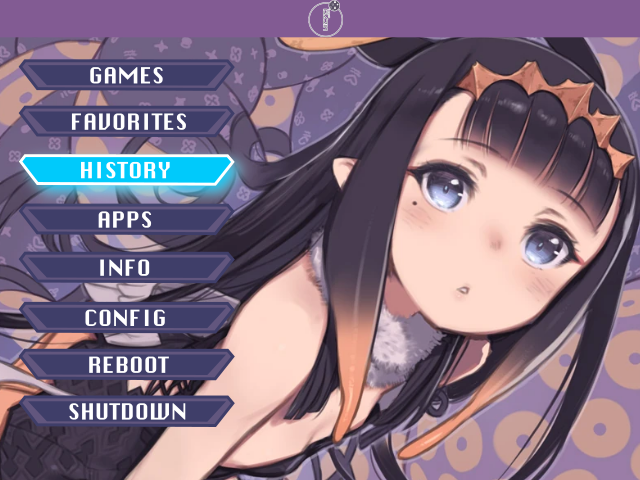 GAMES
FAVORITES
HISTORY
APPS
INFO
CONFIG
REBOOT
SHUTDOWN